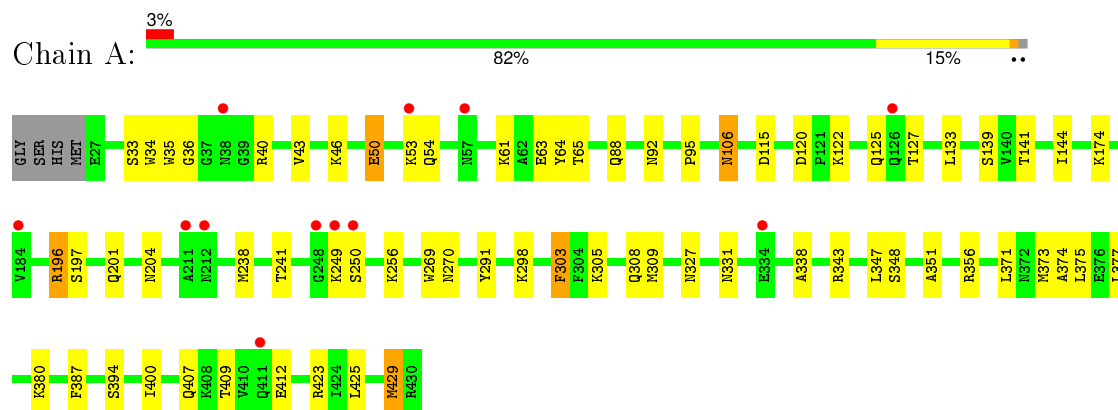 3%
Chain A:
82% 15% ••
GLY SER HIS MET E27 S33 W34 W35 G36 G37 N38 G39 R40 V43 K46 E50 K53 Q54 N57 K61 A62 E63 Y64 T65 Q88 N92 P95 N106 D115 D120 P121 K122 Q125 Q126 T127 L133 S139 V140 T141 I144 K174
V184 R196 S197 Q201 N204 A211 N212 M238 T241 G248 K249 S250 K256 W269 N270 Y291 K298 F303 F304 K305 Q308 M309 N327 N331 E334 A338 R343 L347 S348 A351 R356 L371 N372 M373 A374 L375 E376 L377
K380 F387 S394 I400 Q407 K408 T409 V410 Q411 E412 R423 I424 L425 M429 R430